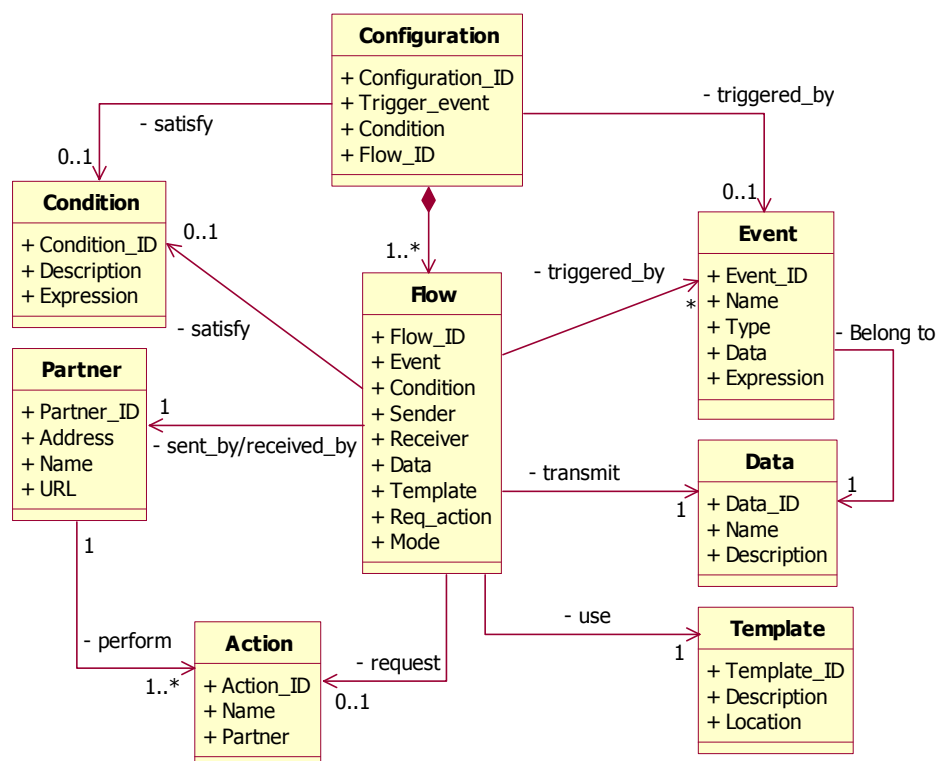 Configuration
+ Configuration_ID
+ Trigger_event
+ Condition
+ Flow_ID
- satisfy
0..1
- triggered_by
0..1
Condition
+ Condition_ID
+ Description
+ Expression
0..1
- satisfy
1..*
Flow
+ Flow_ID
+ Event
+ Condition
+ Sender
+ Receiver
+ Data
+ Template
+ Req_action
+ Mode
- triggered_by
*
Event
+ Event_ID
+ Name
+ Type
+ Data
+ Expression
- Belong to
1
Partner
+ Partner_ID
+ Address
+ Name
+ URL
1
- sent_by/received_by
- transmit
1
Data
+ Data_ID
+ Name
+ Description
1
- perform
1..*
Action
+ Action_ID
+ Name
+ Partner
- request
0..1
- use
1
Template
+ Template_ID
+ Description
+ Location